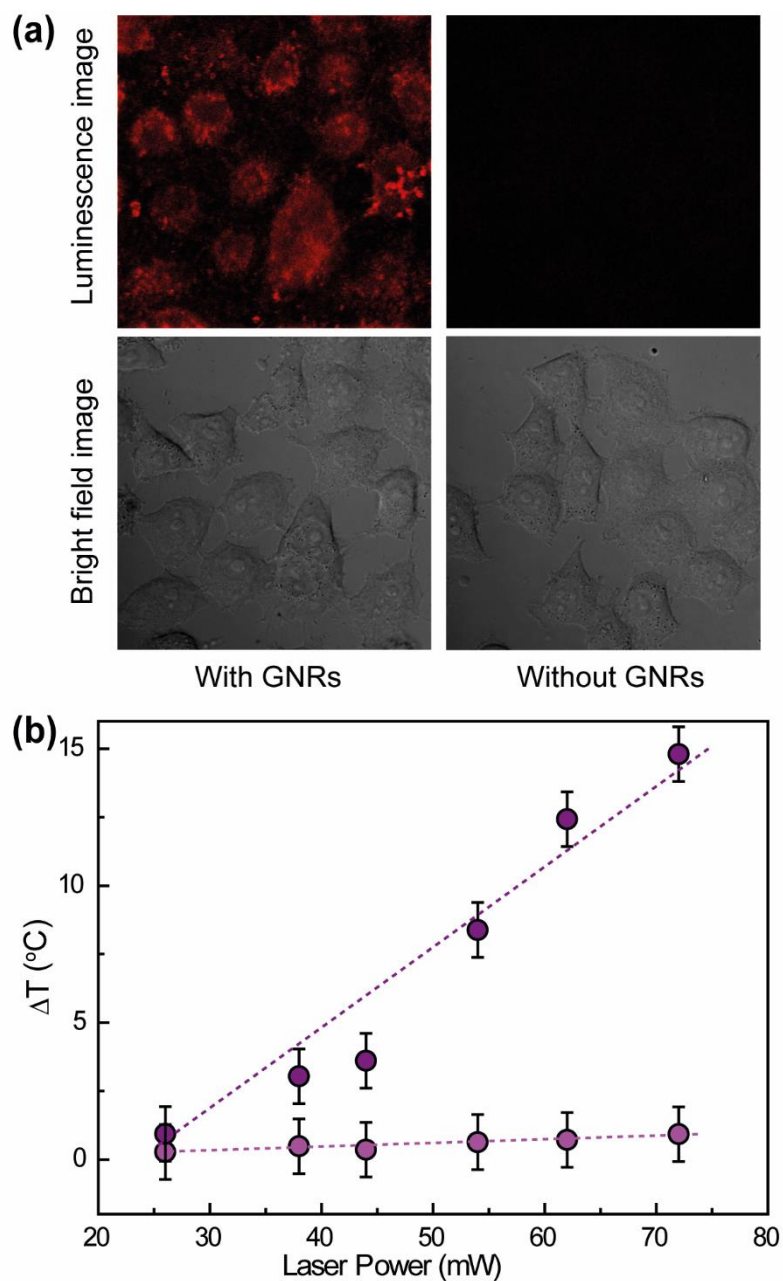 (a)
Luminescence image
Bright field image
With GNRs
Without GNRs
(b)
15
10
5
0
ΔT (°C)
20 30 40 50 60 70 80
Laser Power (mW)